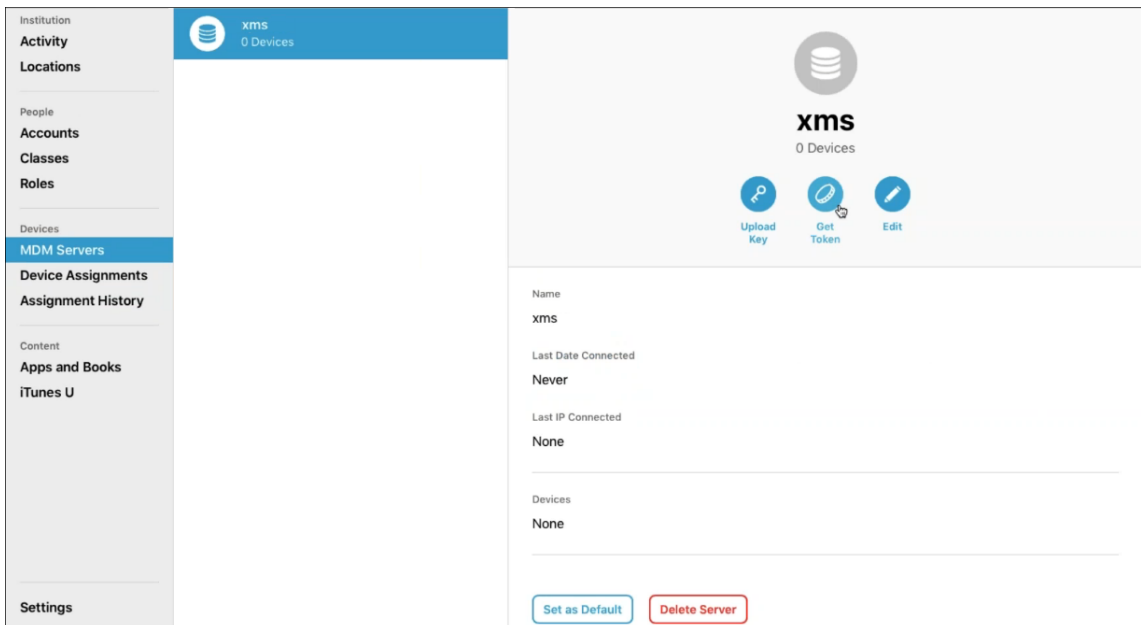 Institution
Activity
Locations
People
Accounts
Classes
Roles
Devices
MDM Servers
Device Assignments
Assignment History
Content
Apps and Books
iTunes U
Settings
xms
0 Devices
xms
0 Devices
Upload
Key
Get
Token
Edit
Name
xms
Last Date Connected
Never
Last IP Connected
None
Devices
None
Set as Default
Delete Server